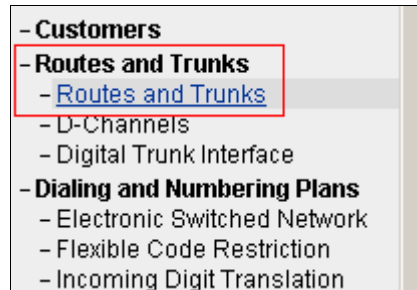 – Customers
– Routes and Trunks
– Routes and Trunks
– D-Channels
– Digital Trunk Interface
– Dialing and Numbering Plans
– Electronic Switched Network
– Flexible Code Restriction
– Incoming Digit Translation